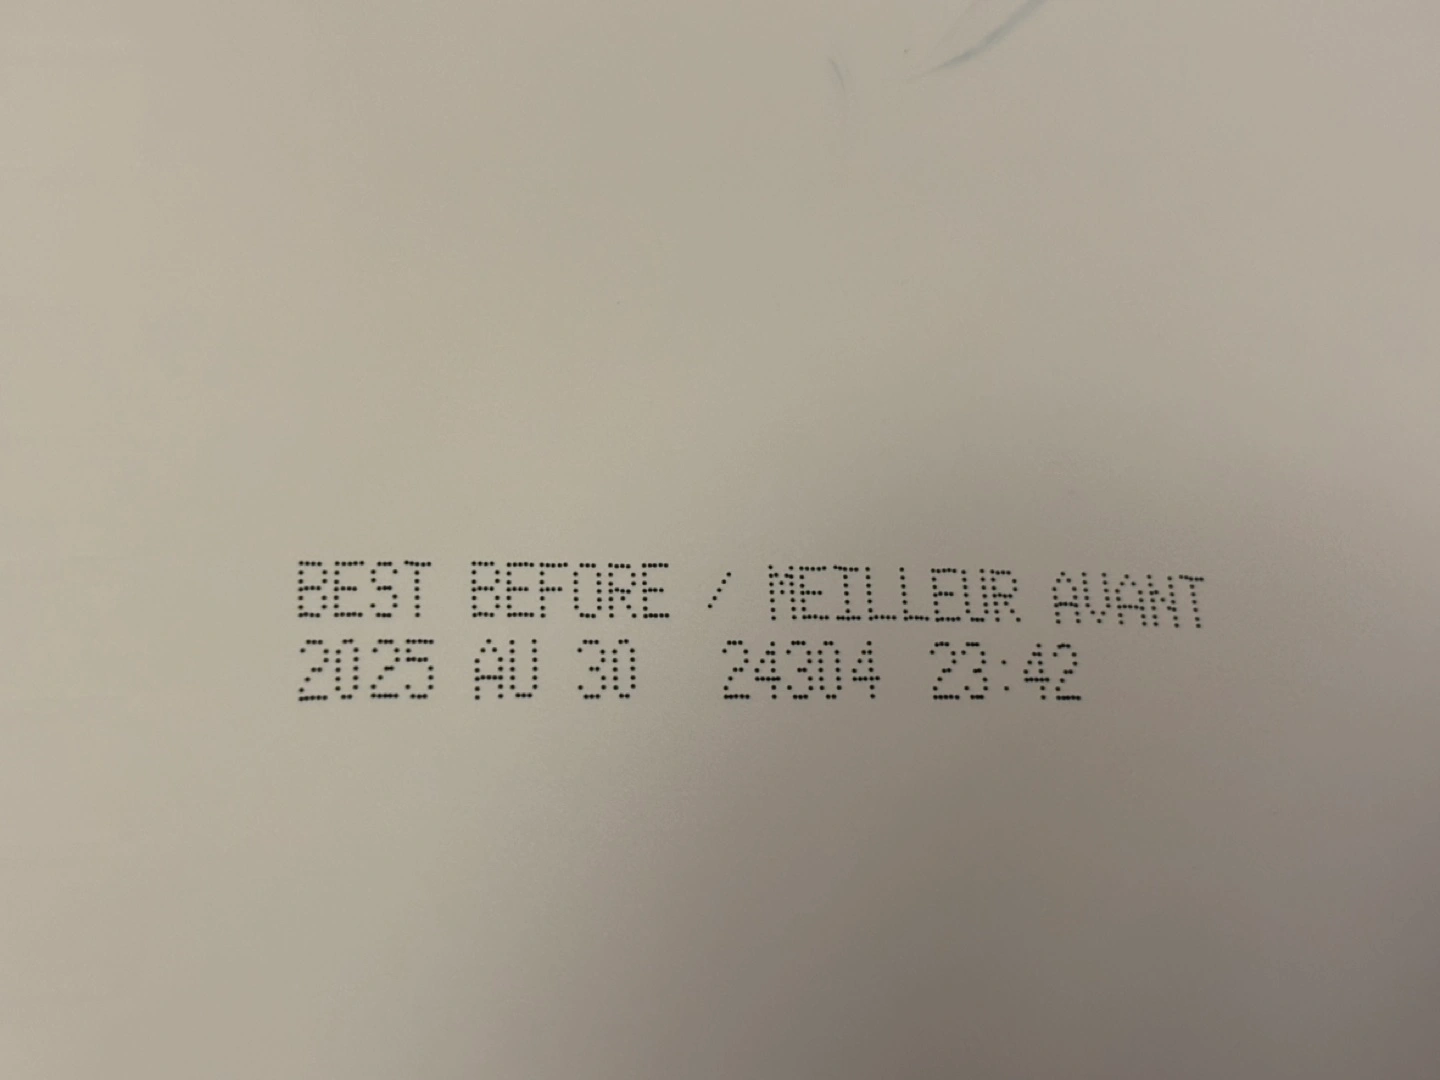 BEST BEFORE / MEILLEUR AVANT
2025 AU 30 24304 23:42